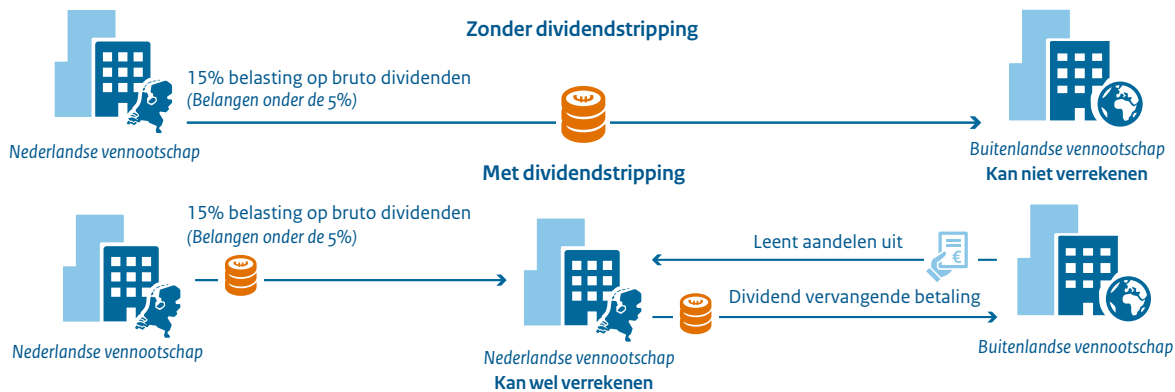 Zonder dividendstripping
15% belasting op bruto dividenden
(Belangen onder de 5%)
Nederlandse vennootschap
Buitenlandse vennootschap
Kan niet verrekenen
Met dividendstripping
15% belasting op bruto dividenden
(Belangen onder de 5%)
Leent aandelen uit
€
Dividend vervangende betaling
Nederlandse vennootschap
Nederlandse vennootschap
Kan wel verrekenen
Buitenlandse vennootschap